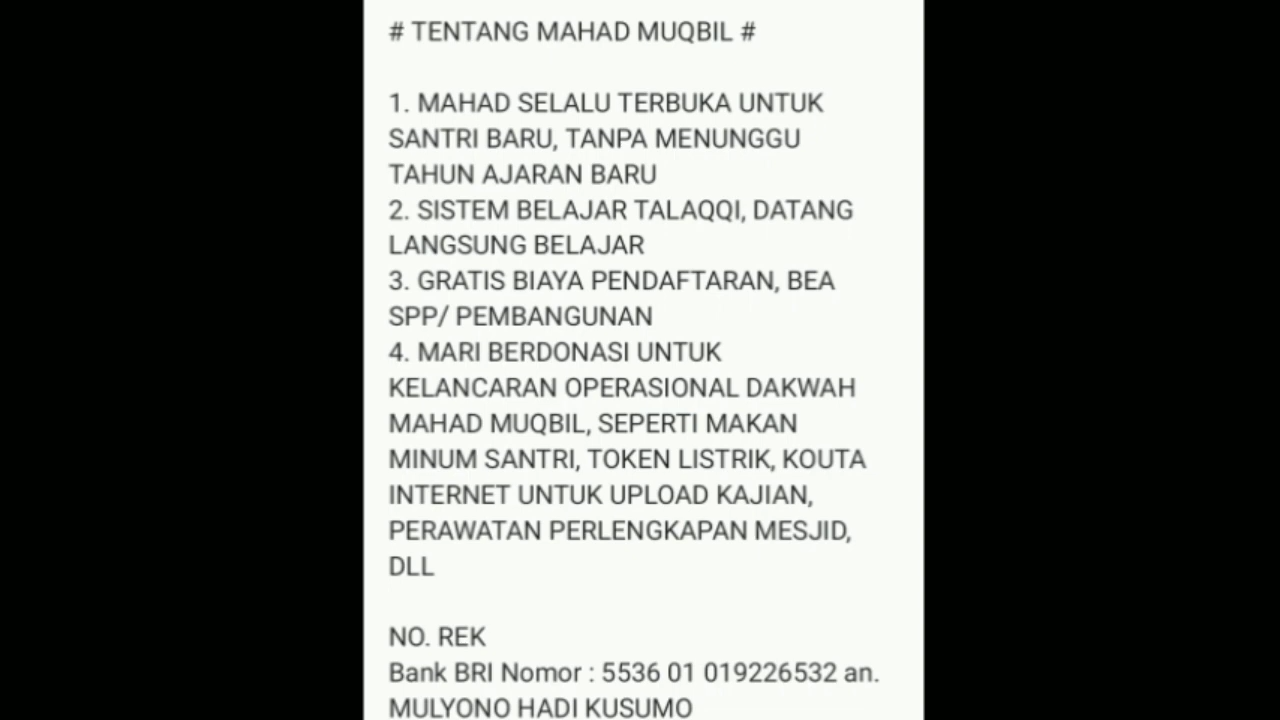 # TENTANG MAHAD MUQBIL #
1. MAHAD SELALU TERBUKA UNTUK
SANTRI BARU, TANPA MENUNGGU
TAHUN AJARAN BARU
2. SISTEM BELAJAR TALAQQI, DATANG
LANGSUNG BELAJAR
3. GRATIS BIAYA PENDAFTARAN, BEA
SPP/ PEMBANGUNAN
4. MARI BERDONASI UNTUK
KELANCARAN OPERASIONAL DAKWAH
MAHAD MUQBIL, SEPERTI MAKAN
MINUM SANTRI, TOKEN LISTRIK, KOUTA
INTERNET UNTUK UPLOAD KAJIAN,
PERAWATAN PERLENGKAPAN MESJID,
DLL
NO. REK
Bank BRI Nomor : 5536 01 019226532 an.
MULYONO HADI KUSUMO